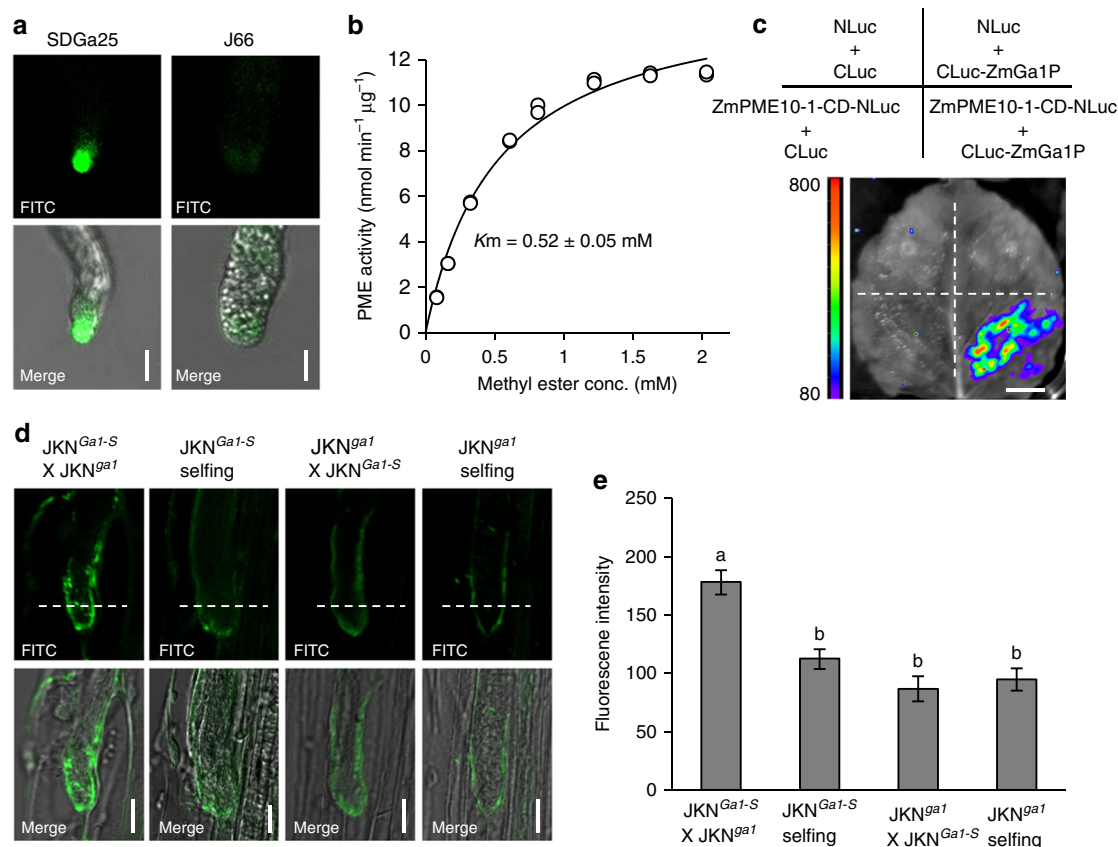 a
SDGa25
J66
FITC
FITC
Merge
Merge
b
PME activity (nmol min⁻¹ μg⁻¹)
12
10
8
6
4
2
0
Km = 0.52 ± 0.05 mM
0
0.5
1
1.5
2
Methyl ester conc. (mM)
c
NLuc
+
CLuc
NLuc
+
CLuc-ZmGa1P
ZmPME10-1-CD-NLuc
+
CLuc
ZmPME10-1-CD-NLuc
+
CLuc-ZmGa1P
800
80
d
JKN^Ga1-S
X JKN^ga1
JKN^Ga1-S
selfing
JKN^ga1
X JKN^Ga1-S
JKN^ga1
selfing
FITC
FITC
FITC
FITC
Merge
Merge
Merge
Merge
e
Fluorescene intensity
250
200
150
100
50
0
a
b
b
b
JKN^Ga1-S
X JKN^ga1
JKN^Ga1-S
selfing
JKN^ga1
X JKN^Ga1-S
JKN^ga1
selfing